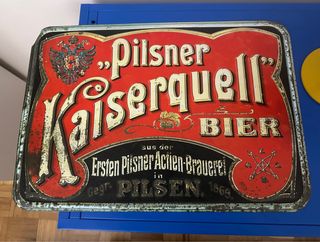 „Pilsner
Kaiserquell"
BIER
aus der
Ersten Pilsner Actien-Brauerei
in
gegr. PILSEN. 1869